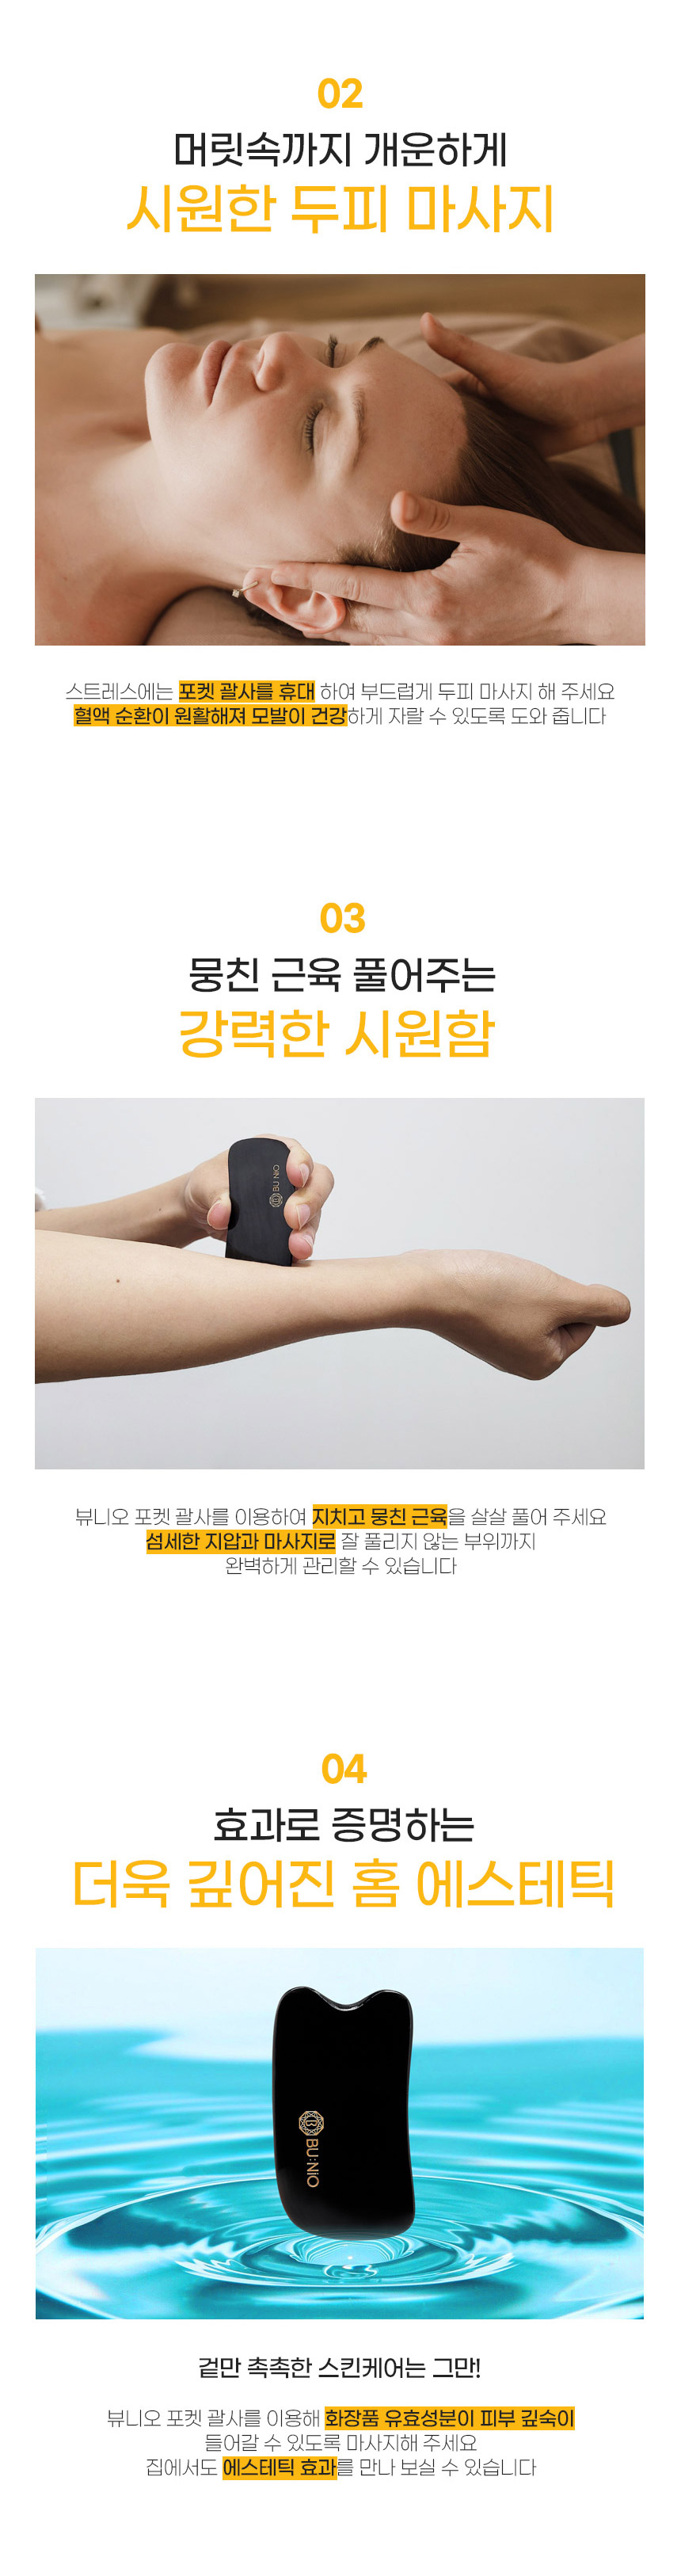 02
머릿속까지 개운하게
시원한 두피 마사지
스트레스에는 포켓 괄사를 휴대 하여 부드럽게 두피 마사지 해 주세요
혈액 순환이 원활해져 모발이 건강하게 자랄 수 있도록 도와 줍니다
03
뭉친 근육 풀어주는
강력한 시원함
BU:NiO
뷰니오 포켓 괄사를 이용하여 지치고 뭉친 근육을 살살 풀어 주세요
섬세한 지압과 마사지로 잘 풀리지 않는 부위까지
완벽하게 관리할 수 있습니다
04
효과로 증명하는
더욱 깊어진 홈 에스테틱
B
BU:NiO
겉만 촉촉한 스킨케어는 그만!
뷰니오 포켓 괄사를 이용해 화장품 유효성분이 피부 깊숙이
들어갈 수 있도록 마사지해 주세요
집에서도 에스테틱 효과를 만나 보실 수 있습니다